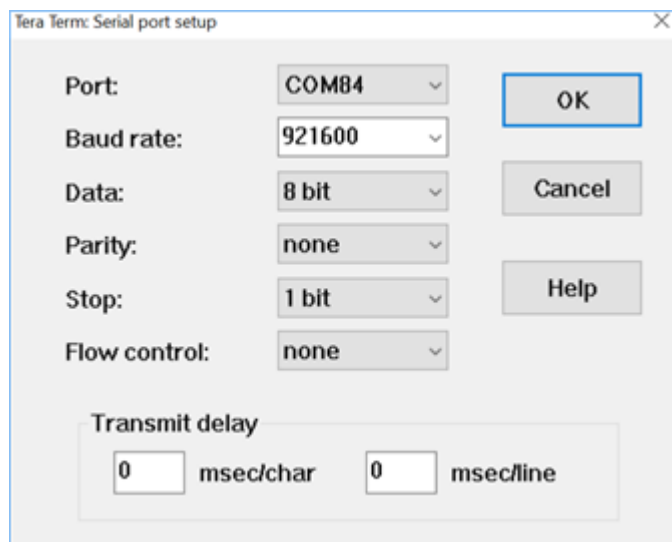 Tera Term: Serial port setup
Port: COM84
OK
Baud rate: 921600
Data: 8 bit
Cancel
Parity: none
Stop: 1 bit
Help
Flow control: none
Transmit delay
0 msec/char 0 msec/line